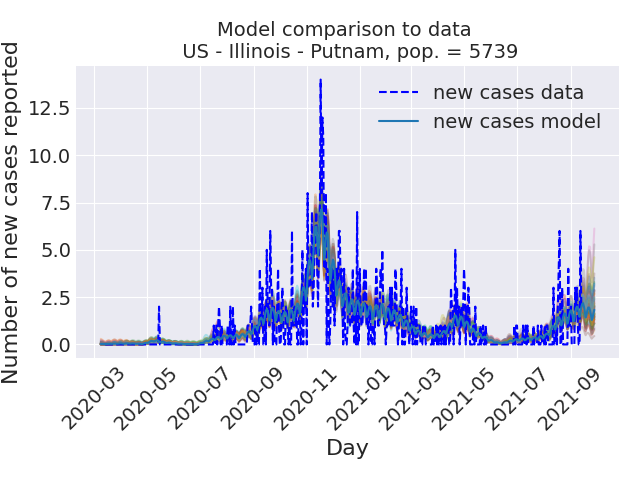 Model comparison to data
US - Illinois - Putnam, pop. = 5739
Number of new cases reported
12.5
10.0
7.5
5.0
2.5
0.0
new cases data
new cases model
2020-03
2020-05
2020-07
2020-09
2020-11
2021-01
2021-03
2021-05
2021-07
2021-09
Day